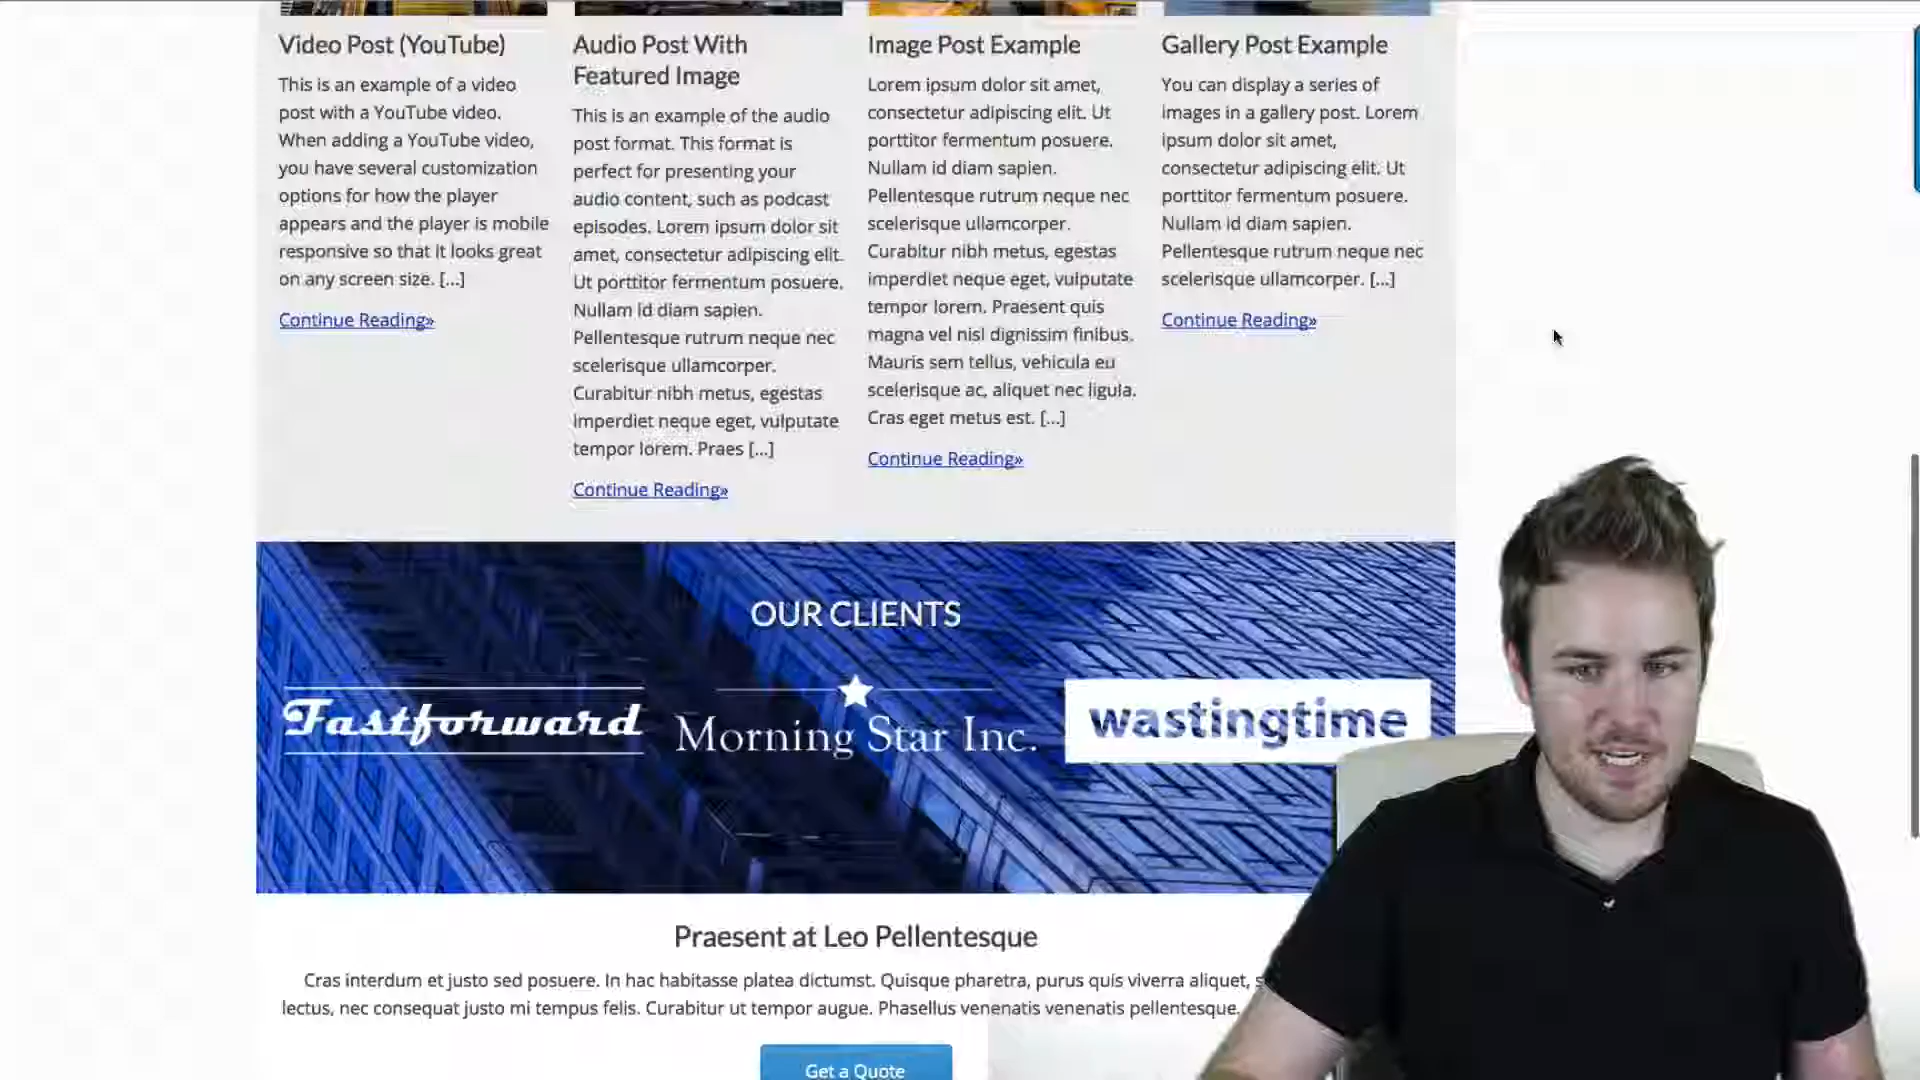 Video Post (YouTube)
This is an example of a video
post with a YouTube video.
When adding a YouTube video,
you have several customization
options for how the player
appears and the player is mobile
responsive so that it looks great
on any screen size. [...]
Continue Reading»
Audio Post With
Featured Image
This is an example of the audio
post format. This format is
perfect for presenting your
audio content, such as podcast
episodes. Lorem ipsum dolor sit
amet, consectetur adipiscing elit.
Ut porttitor fermentum posuere.
Nullam id diam sapien.
Pellentesque rutrum neque nec
scelerisque ullamcorper.
Curabitur nibh metus, egestas
imperdiet neque eget, vulputate
tempor lorem. Praes [...]
Continue Reading»
Image Post Example
Lorem ipsum dolor sit amet,
consectetur adipiscing elit. Ut
porttitor fermentum posuere.
Nullam id diam sapien.
Pellentesque rutrum neque nec
scelerisque ullamcorper.
Curabitur nibh metus, egestas
imperdiet neque eget, vulputate
tempor lorem. Praesent quis
magna vel nisl dignissim finibus.
Mauris sem tellus, vehicula eu
scelerisque ac, aliquet nec ligula.
Cras eget metus est. [...]
Continue Reading»
Gallery Post Example
You can display a series of
images in a gallery post. Lorem
ipsum dolor sit amet,
consectetur adipiscing elit. Ut
porttitor fermentum posuere.
Nullam id diam sapien.
Pellentesque rutrum neque nec
scelerisque ullamcorper. [...]
Continue Reading»
OUR CLIENTS
Fastforward
Morning Star Inc.
wastingtime
Praesent at Leo Pellentesque
Cras interdum et justo sed posuere. In hac habitasse platea dictumst. Quisque pharetra, purus quis viverra aliquet,
lectus, nec consequat justo mi tempus felis. Curabitur ut tempor augue. Phasellus venenatis venenatis pellentesque.
Get a Quote